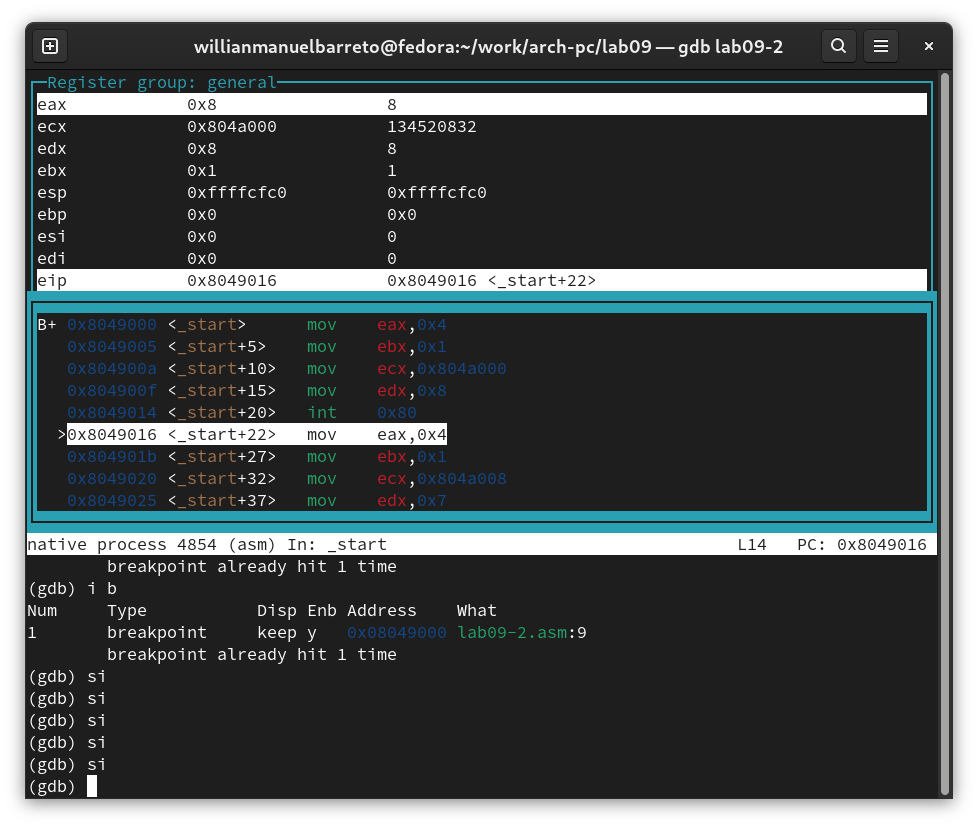 willianmanuelbarreto@fedora:~/work/arch-pc/lab09 — gdb lab09-2
Register group: general
eax 0x8 8
ecx 0x804a000 134520832
edx 0x8 8
ebx 0x1 1
esp 0xffffcfc0 0xffffcfc0
ebp 0x0 0x0
esi 0x0 0
edi 0x0 0
eip 0x8049016 0x8049016 <_start+22>
B+ 0x8049000 <_start> mov eax,0x4
0x8049005 <_start+5> mov ebx,0x1
0x804900a <_start+10> mov ecx,0x804a000
0x804900f <_start+15> mov edx,0x8
0x8049014 <_start+20> int 0x80
>0x8049016 <_start+22> mov eax,0x4
0x804901b <_start+27> mov ebx,0x1
0x8049020 <_start+32> mov ecx,0x804a008
0x8049025 <_start+37> mov edx,0x7
native process 4854 (asm) In: _start L14 PC: 0x8049016
breakpoint already hit 1 time
(gdb) i b
Num Type Disp Enb Address What
1 breakpoint keep y 0x08049000 lab09-2.asm:9
breakpoint already hit 1 time
(gdb) si
(gdb) si
(gdb) si
(gdb) si
(gdb) si
(gdb)